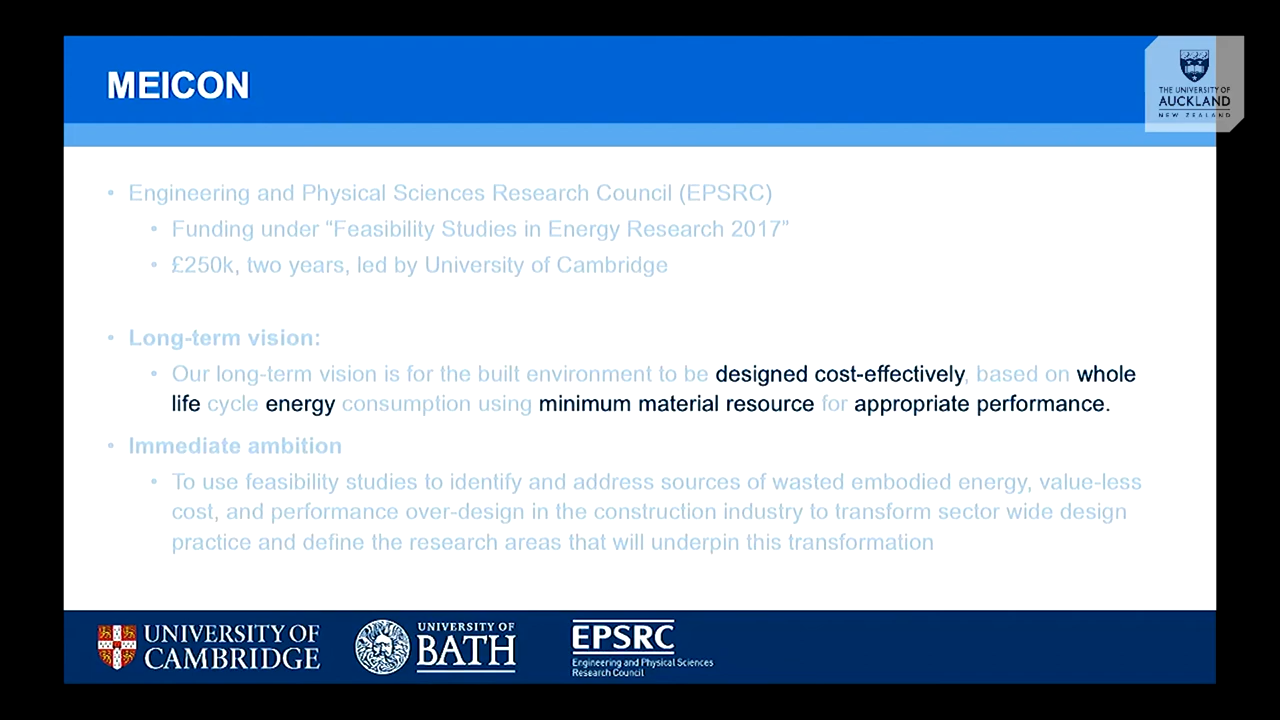 MEICON
THE UNIVERSITY OF
AUCKLAND
NEW ZEALAND
• Engineering and Physical Sciences Research Council (EPSRC)
• Funding under “Feasibility Studies in Energy Research 2017”
• £250k, two years, led by University of Cambridge
• Long-term vision:
• Our long-term vision is for the built environment to be designed cost-effectively, based on whole
life cycle energy consumption using minimum material resource for appropriate performance.
• Immediate ambition
• To use feasibility studies to identify and address sources of wasted embodied energy, value-less
cost, and performance over-design in the construction industry to transform sector wide design
practice and define the research areas that will underpin this transformation
UNIVERSITY OF
CAMBRIDGE
UNIVERSITY OF
BATH
EPSRC
Engineering and Physical Sciences
Research Council